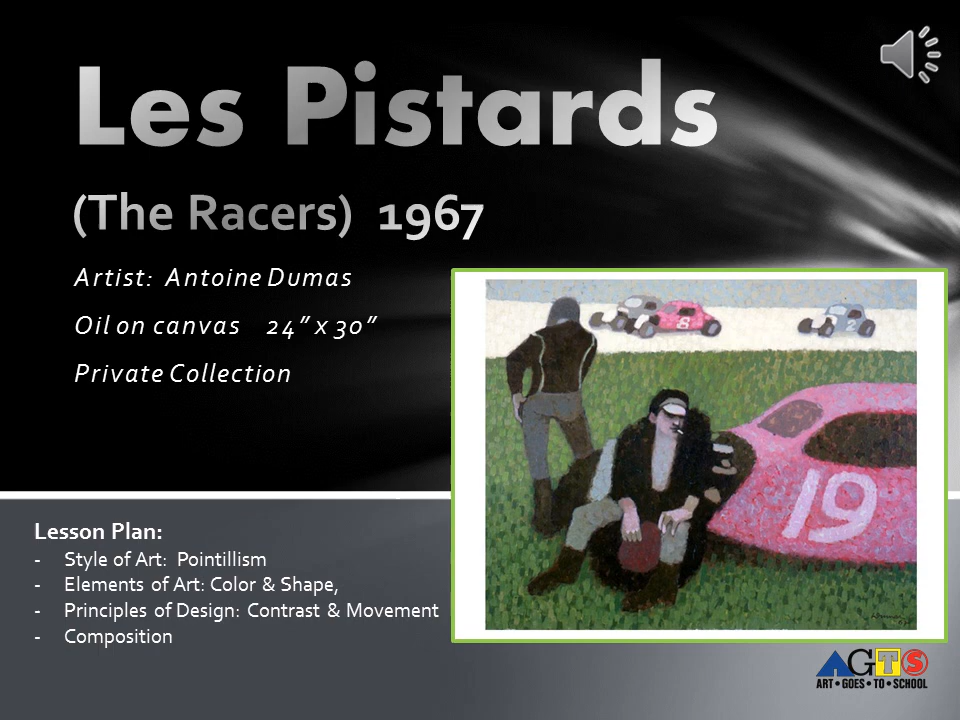 Les Pistards
(The Racers) 1967
Artist: Antoine Dumas
Oil on canvas 24” x 30”
Private Collection
8
2
19
Lesson Plan:
- Style of Art: Pointillism
- Elements of Art: Color & Shape,
- Principles of Design: Contrast & Movement
- Composition
AGTS
ART•GOES•TO•SCHOOL